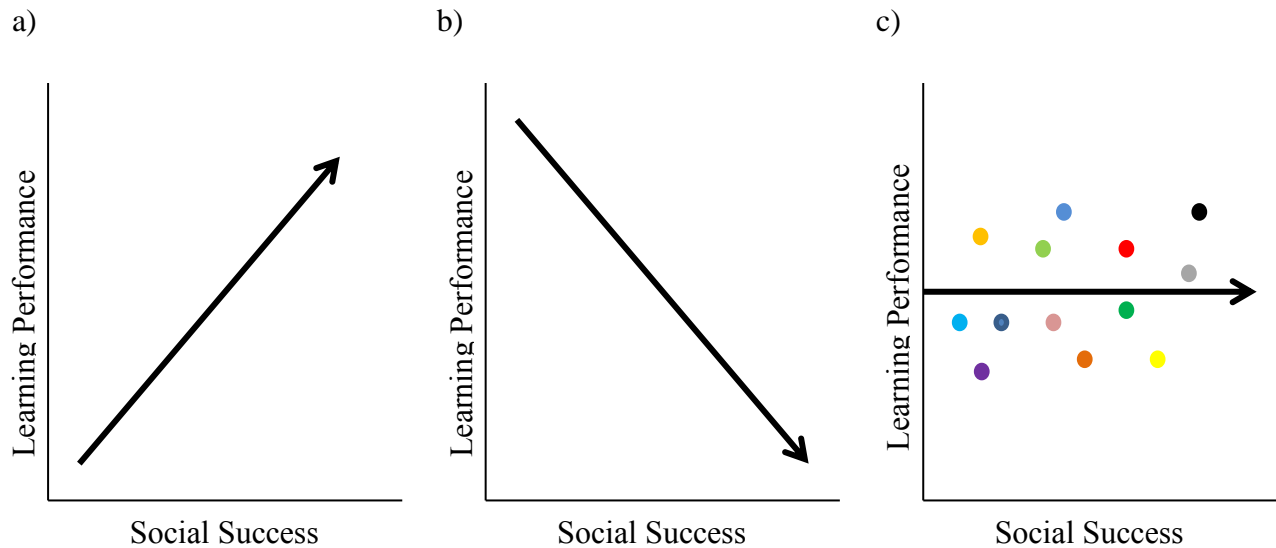 a)
b)
c)
Learning Performance
Social Success
Learning Performance
Social Success
Learning Performance
Social Success